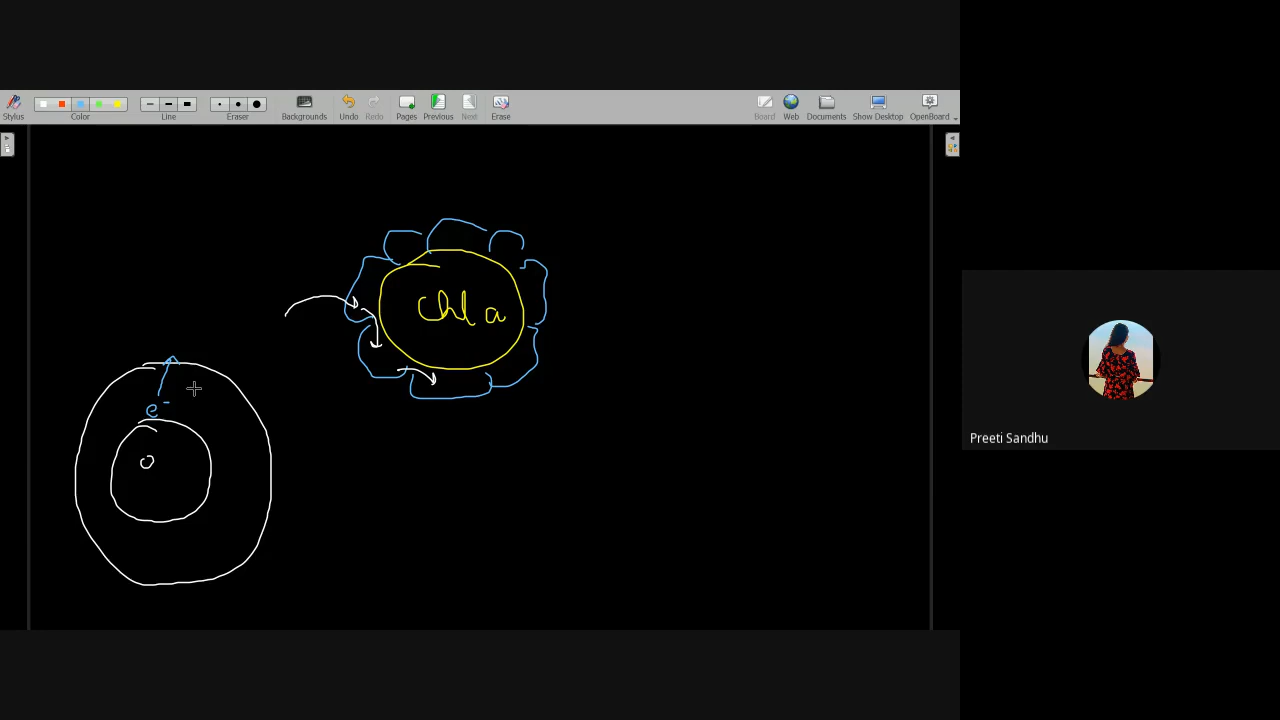 Stylus Color Line Eraser Backgrounds Undo Redo Pages Previous Next Erase Board Web Documents Show Desktop OpenBoard
Chl a
e⁻
Preeti Sandhu